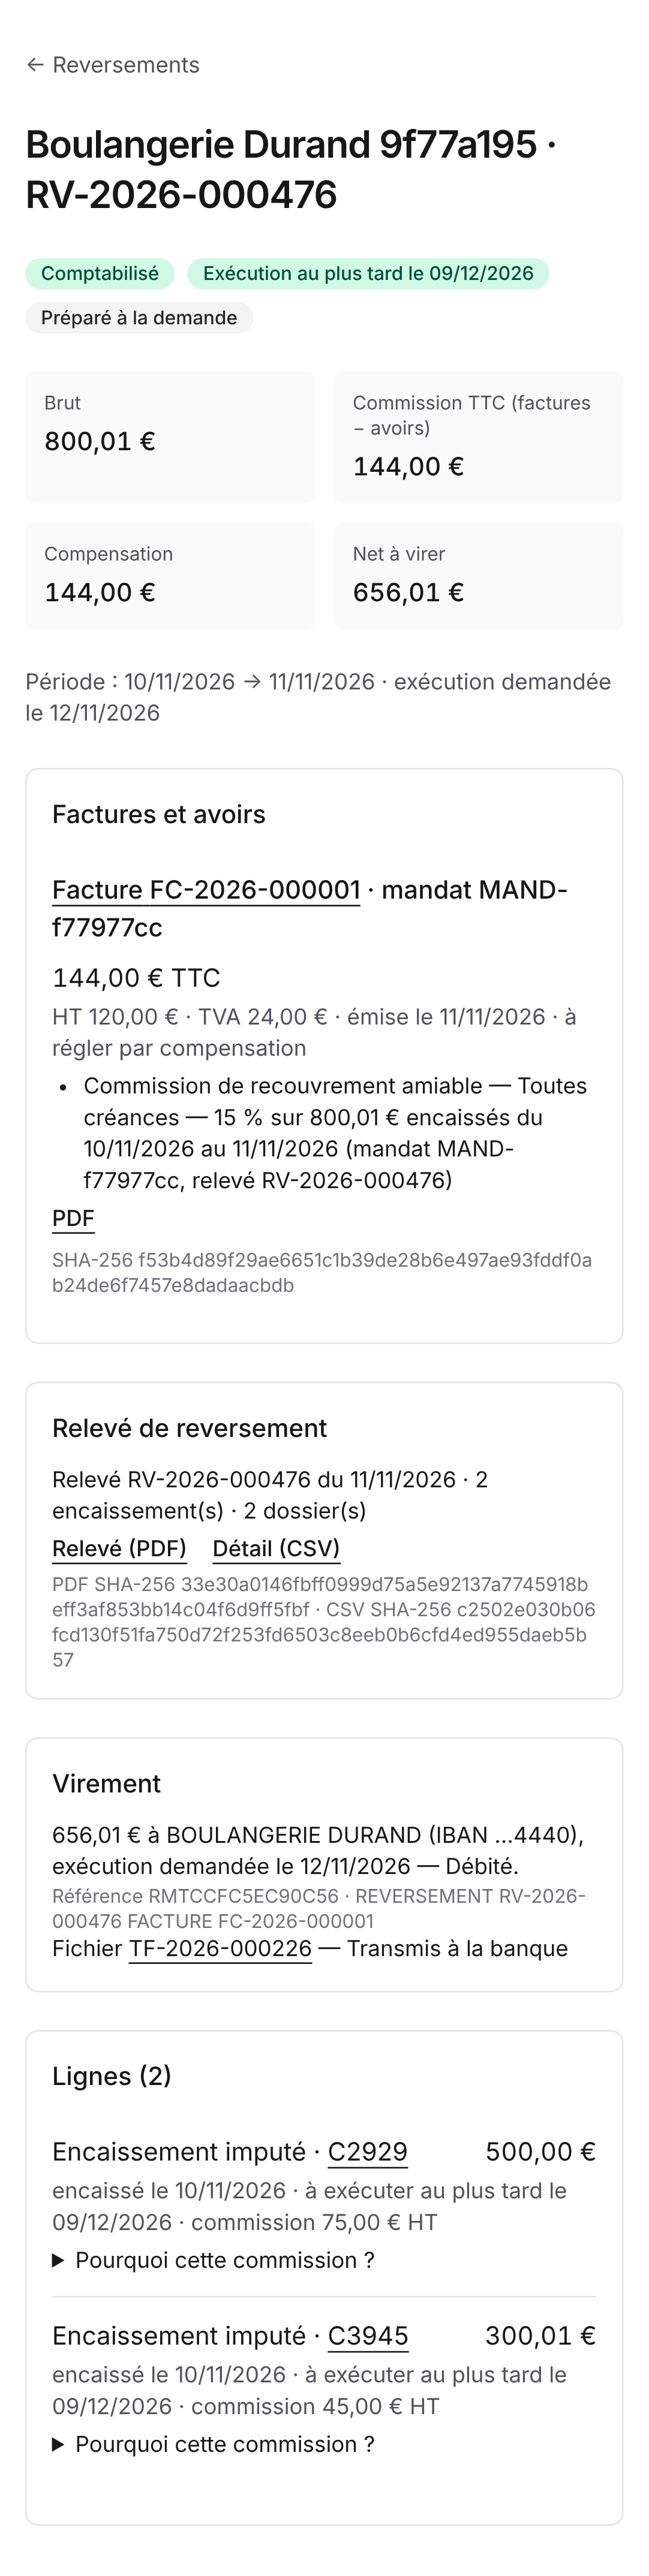 ← Reversements
Boulangerie Durand 9f77a195 ·
RV-2026-000476
Comptabilisé
Exécution au plus tard le 09/12/2026
Préparé à la demande
Brut
800,01 €
Commission TTC (factures
– avoirs)
144,00 €
Compensation
144,00 €
Net à virer
656,01 €
Période : 10/11/2026 → 11/11/2026 · exécution demandée
le 12/11/2026
Factures et avoirs
Facture FC-2026-000001 · mandat MAND-
f77977cc
144,00 € TTC
HT 120,00 € · TVA 24,00 € · émise le 11/11/2026 · à
régler par compensation
• Commission de recouvrement amiable — Toutes
créances — 15 % sur 800,01 € encaissés du
10/11/2026 au 11/11/2026 (mandat MAND-
f77977cc, relevé RV-2026-000476)
PDF
SHA-256 f53b4d89f29ae6651c1b39de28b6e497ae93fddf0a
b24de6f7457e8dadaacbdb
Relevé de reversement
Relevé RV-2026-000476 du 11/11/2026 · 2
encaissement(s) · 2 dossier(s)
Relevé (PDF) Détail (CSV)
PDF SHA-256 33e30a0146fbff0999d75a5e92137a7745918b
eff3af853bb14c04f6d9ff5fbf · CSV SHA-256 c2502e030b06
fcd130f51fa750d72f253fd6503c8eeb0b6cfd4ed955daeb5b
57
Virement
656,01 € à BOULANGERIE DURAND (IBAN …4440),
exécution demandée le 12/11/2026 — Débité.
Référence RMTCCFC5EC90C56 · REVERSEMENT RV-2026-
000476 FACTURE FC-2026-000001
Fichier TF-2026-000226 — Transmis à la banque
Lignes (2)
Encaissement imputé · C2929 500,00 €
encaissé le 10/11/2026 · à exécuter au plus tard le
09/12/2026 · commission 75,00 € HT
▶ Pourquoi cette commission ?
Encaissement imputé · C3945 300,01 €
encaissé le 10/11/2026 · à exécuter au plus tard le
09/12/2026 · commission 45,00 € HT
▶ Pourquoi cette commission ?